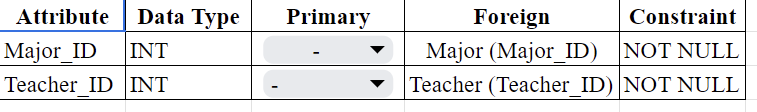 Attribute Data Type Primary Foreign Constraint
Major_ID INT - Major (Major_ID) NOT NULL
Teacher_ID INT - Teacher (Teacher_ID) NOT NULL